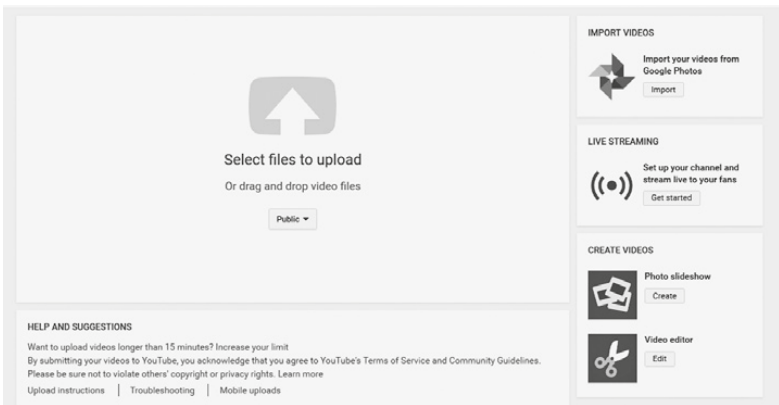 Select files to upload
Or drag and drop video files
Public
HELP AND SUGGESTIONS
Want to upload videos longer than 15 minutes? Increase your limit
By submitting your videos to YouTube, you acknowledge that you agree to YouTube's Terms of Service and Community Guidelines.
Please be sure not to violate others' copyright or privacy rights. Learn more
Upload instructions | Troubleshooting | Mobile uploads
IMPORT VIDEOS
Import your videos from
Google Photos
Import
LIVE STREAMING
Set up your channel and
stream live to your fans
Get started
CREATE VIDEOS
Photo slideshow
Create
Video editor
Edit